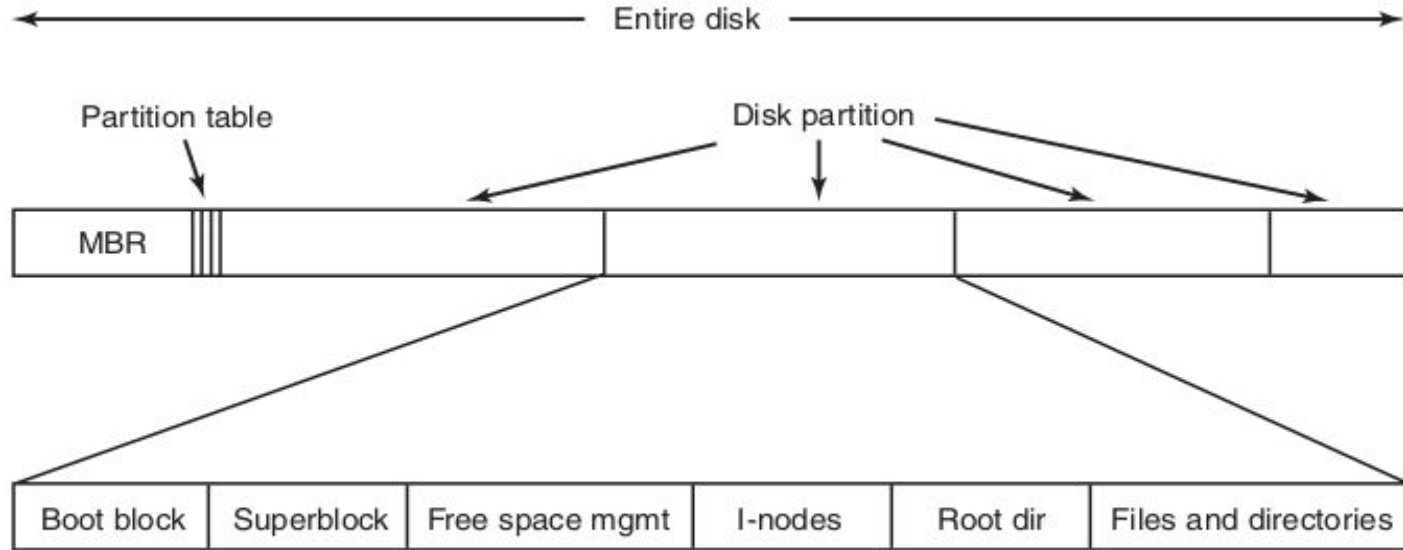 Entire disk
Partition table
Disk partition
MBR
Boot block
Superblock
Free space mgmt
I-nodes
Root dir
Files and directories